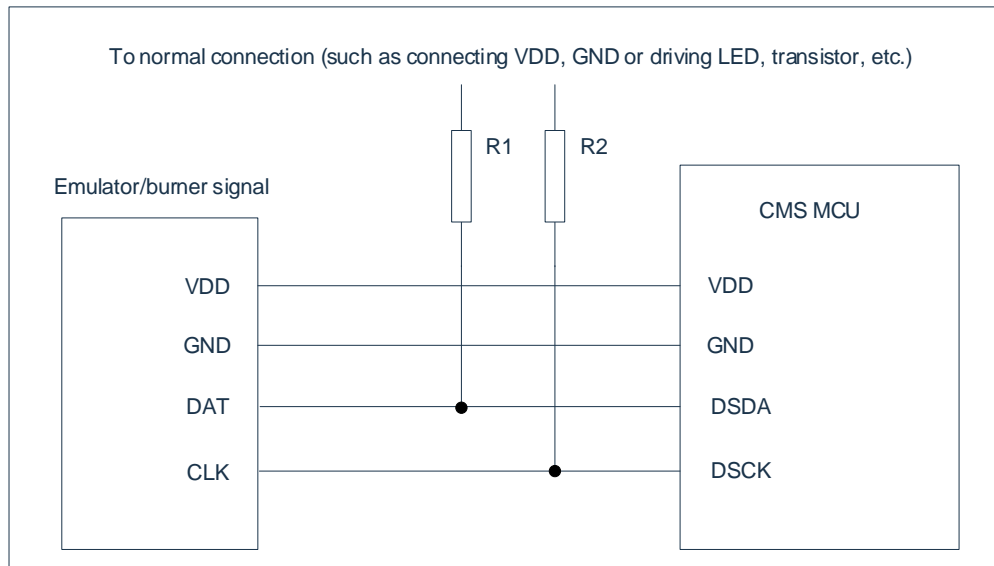 To normal connection (such as connecting VDD, GND or driving LED, transistor, etc.)
R1
R2
Emulator/burner signal
CMS MCU
VDD
VDD
GND
GND
DAT
DSDA
CLK
DSCK